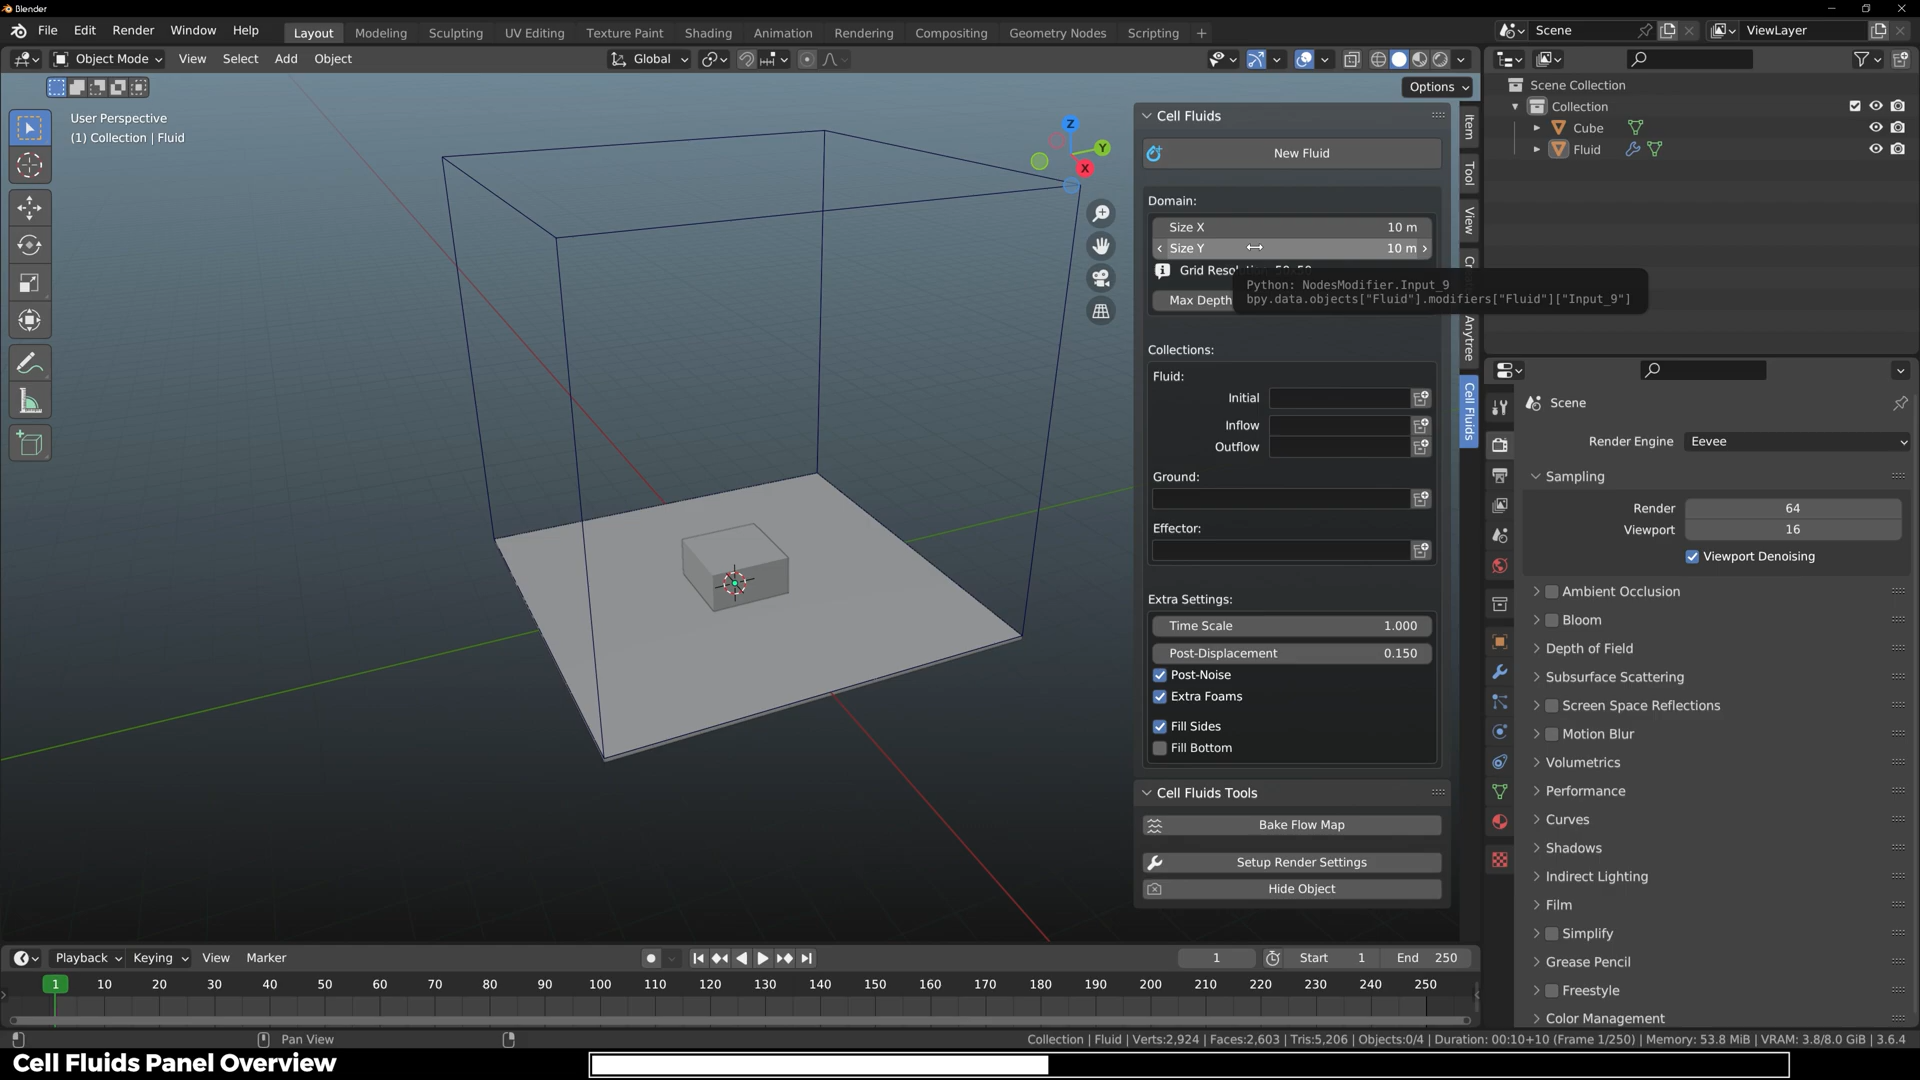 Blender
File Edit Render Window Help Layout Modeling Sculpting UV Editing Texture Paint Shading Animation Rendering Compositing Geometry Nodes Scripting + Scene ViewLayer
Object Mode View Select Add Object Global
Options
User Perspective
(1) Collection | Fluid
Z
Y
X
Cell Fluids
New Fluid
Domain:
Size X 10 m
Size Y 10 m
Max Depth
Python: NodesModifier.Input_9
bpy.data.objects["Fluid"].modifiers["Fluid"]["Input_9"]
Collections:
Fluid:
Initial
Inflow
Outflow
Ground:
Effector:
Extra Settings:
Time Scale 1.000
Post-Displacement 0.150
Post-Noise
Extra Foams
Fill Sides
Fill Bottom
Cell Fluids Tools
Bake Flow Map
Setup Render Settings
Hide Object
Item
Tool
View
Anytree
Cell Fluids
Scene Collection
Collection
Cube
Fluid
Scene
Render Engine Eevee
Sampling
Render 64
Viewport 16
Viewport Denoising
Ambient Occlusion
Bloom
Depth of Field
Subsurface Scattering
Screen Space Reflections
Motion Blur
Volumetrics
Performance
Curves
Shadows
Indirect Lighting
Film
Simplify
Grease Pencil
Freestyle
Color Management
Playback Keying View Marker 1 Start 1 End 250
1 10 20 30 40 50 60 70 80 90 100 110 120 130 140 150 160 170 180 190 200 210 220 230 240 250
Pan View
Collection | Fluid | Verts:2,924 | Faces:2,603 | Tris:5,206 | Objects:0/4 | Duration: 00:10+10 (Frame 1/250) | Memory: 53.8 MiB | VRAM: 3.8/8.0 GiB | 3.6.4
Cell Fluids Panel Overview